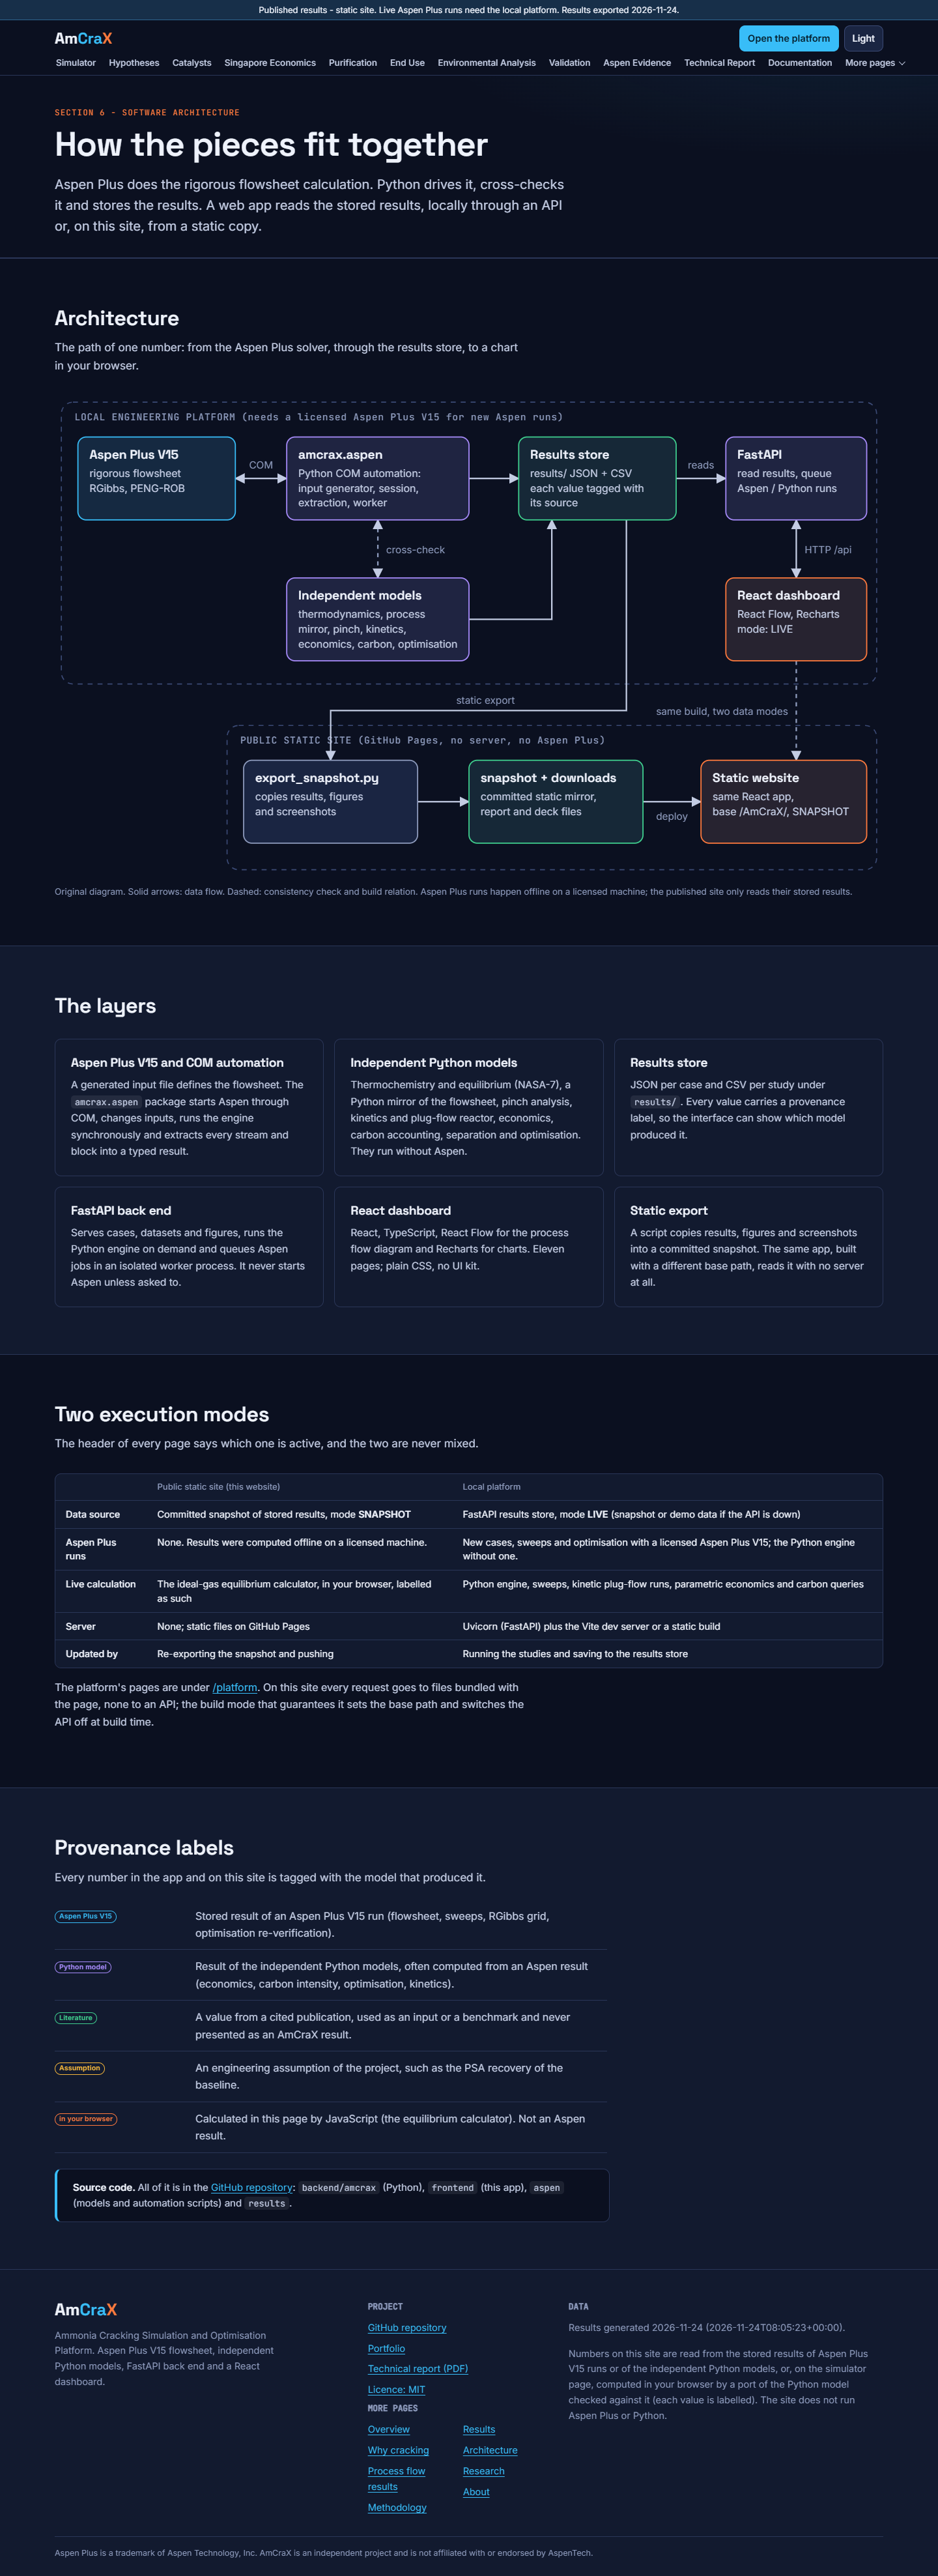 Published results - static site. Live Aspen Plus runs need the local platform. Results exported 2026-11-24.
AmCraX
Open the platform
Light
Simulator Hypotheses Catalysts Singapore Economics Purification End Use Environmental Analysis Validation Aspen Evidence Technical Report Documentation More pages
SECTION 6 - SOFTWARE ARCHITECTURE
How the pieces fit together
Aspen Plus does the rigorous flowsheet calculation. Python drives it, cross-checks
it and stores the results. A web app reads the stored results, locally through an API
or, on this site, from a static copy.
Architecture
The path of one number: from the Aspen Plus solver, through the results store, to a chart
in your browser.
LOCAL ENGINEERING PLATFORM (needs a licensed Aspen Plus V15 for new Aspen runs)
Aspen Plus V15
rigorous flowsheet
RGibbs, PENG-ROB
COM
amcrax.aspen
Python COM automation:
input generator, session,
extraction, worker
Results store
results/ JSON + CSV
each value tagged with
its source
reads
FastAPI
read results, queue
Aspen / Python runs
cross-check
HTTP /api
Independent models
thermodynamics, process
mirror, pinch, kinetics,
economics, carbon, optimisation
React dashboard
React Flow, Recharts
mode: LIVE
static export
same build, two data modes
PUBLIC STATIC SITE (GitHub Pages, no server, no Aspen Plus)
export_snapshot.py
copies results, figures
and screenshots
snapshot + downloads
committed static mirror,
report and deck files
deploy
Static website
same React app,
base /AmCraX/, SNAPSHOT
Original diagram. Solid arrows: data flow. Dashed: consistency check and build relation. Aspen Plus runs happen offline on a licensed machine; the published site only reads their stored results.
The layers
Aspen Plus V15 and COM automation
A generated input file defines the flowsheet. The
amcrax.aspen package starts Aspen through
COM, changes inputs, runs the engine
synchronously and extracts every stream and
block into a typed result.
Independent Python models
Thermochemistry and equilibrium (NASA-7), a
Python mirror of the flowsheet, pinch analysis,
kinetics and plug-flow reactor, economics,
carbon accounting, separation and optimisation.
They run without Aspen.
Results store
JSON per case and CSV per study under
results/. Every value carries a provenance
label, so the interface can show which model
produced it.
FastAPI back end
Serves cases, datasets and figures, runs the
Python engine on demand and queues Aspen
jobs in an isolated worker process. It never starts
Aspen unless asked to.
React dashboard
React, TypeScript, React Flow for the process
flow diagram and Recharts for charts. Eleven
pages; plain CSS, no UI kit.
Static export
A script copies results, figures and screenshots
into a committed snapshot. The same app, built
with a different base path, reads it with no server
at all.
Two execution modes
The header of every page says which one is active, and the two are never mixed.
Public static site (this website) Local platform
Data source Committed snapshot of stored results, mode SNAPSHOT FastAPI results store, mode LIVE (snapshot or demo data if the API is down)
Aspen Plus runs None. Results were computed offline on a licensed machine. New cases, sweeps and optimisation with a licensed Aspen Plus V15; the Python engine
without one.
Live calculation The ideal-gas equilibrium calculator, in your browser, labelled
as such Python engine, sweeps, kinetic plug-flow runs, parametric economics and carbon queries
Server None; static files on GitHub Pages Uvicorn (FastAPI) plus the Vite dev server or a static build
Updated by Re-exporting the snapshot and pushing Running the studies and saving to the results store
The platform's pages are under /platform. On this site every request goes to files bundled with
the page, none to an API; the build mode that guarantees it sets the base path and switches the
API off at build time.
Provenance labels
Every number in the app and on this site is tagged with the model that produced it.
Aspen Plus V15
Stored result of an Aspen Plus V15 run (flowsheet, sweeps, RGibbs grid,
optimisation re-verification).
Python model
Result of the independent Python models, often computed from an Aspen result
(economics, carbon intensity, optimisation, kinetics).
Literature
A value from a cited publication, used as an input or a benchmark and never
presented as an AmCraX result.
Assumption
An engineering assumption of the project, such as the PSA recovery of the
baseline.
in your browser
Calculated in this page by JavaScript (the equilibrium calculator). Not an Aspen
result.
Source code. All of it is in the GitHub repository: backend/amcrax (Python), frontend (this app), aspen
(models and automation scripts) and results.
AmCraX
Ammonia Cracking Simulation and Optimisation
Platform. Aspen Plus V15 flowsheet, independent
Python models, FastAPI back end and a React
dashboard.
PROJECT
GitHub repository
Portfolio
Technical report (PDF)
Licence: MIT
MORE PAGES
Overview
Why cracking
Process flow
results
Methodology
Results
Architecture
Research
About
DATA
Results generated 2026-11-24 (2026-11-24T08:05:23+00:00).
Numbers on this site are read from the stored results of Aspen Plus
V15 runs or of the independent Python models, or, on the simulator
page, computed in your browser by a port of the Python model
checked against it (each value is labelled). The site does not run
Aspen Plus or Python.
Aspen Plus is a trademark of Aspen Technology, Inc. AmCraX is an independent project and is not affiliated with or endorsed by AspenTech.